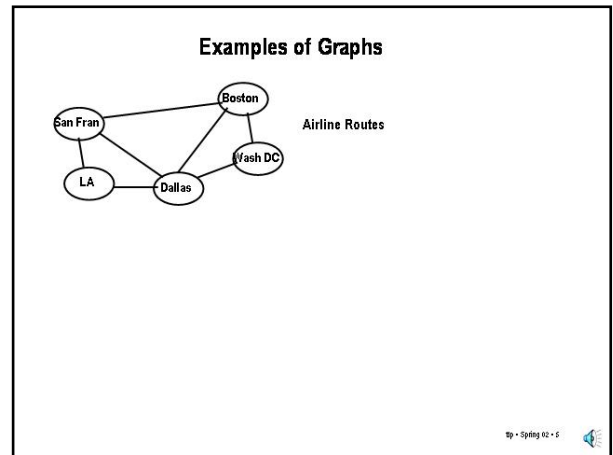 Examples of Graphs
Boston
San Fran
Airline Routes
Wash DC
LA
Dallas
tlp • Spring 02 • 5